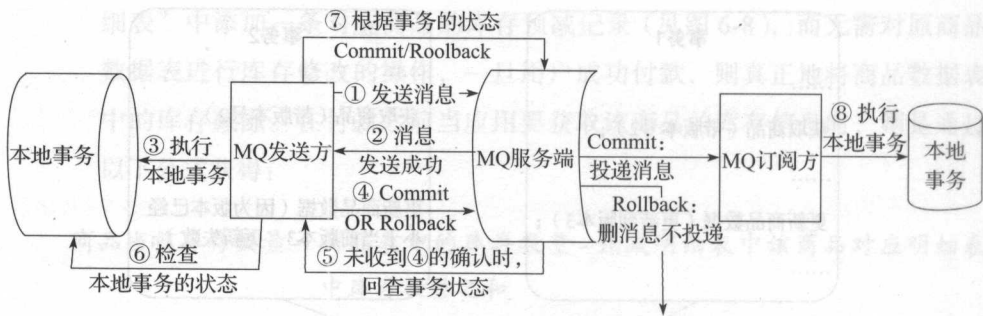 ⑦ 根据事务的状态
Commit/Roolback
① 发送消息
② 消息
发送成功
③ 执行
本地事务
④ Commit
OR Rollback
⑤ 未收到④的确认时,
回查事务状态
⑥ 检查
本地事务的状态
本地事务
MQ发送方
MQ服务端
Commit:
投递消息
Rollback:
删消息不投递
MQ订阅方
⑧ 执行
本地事务
本地
事务